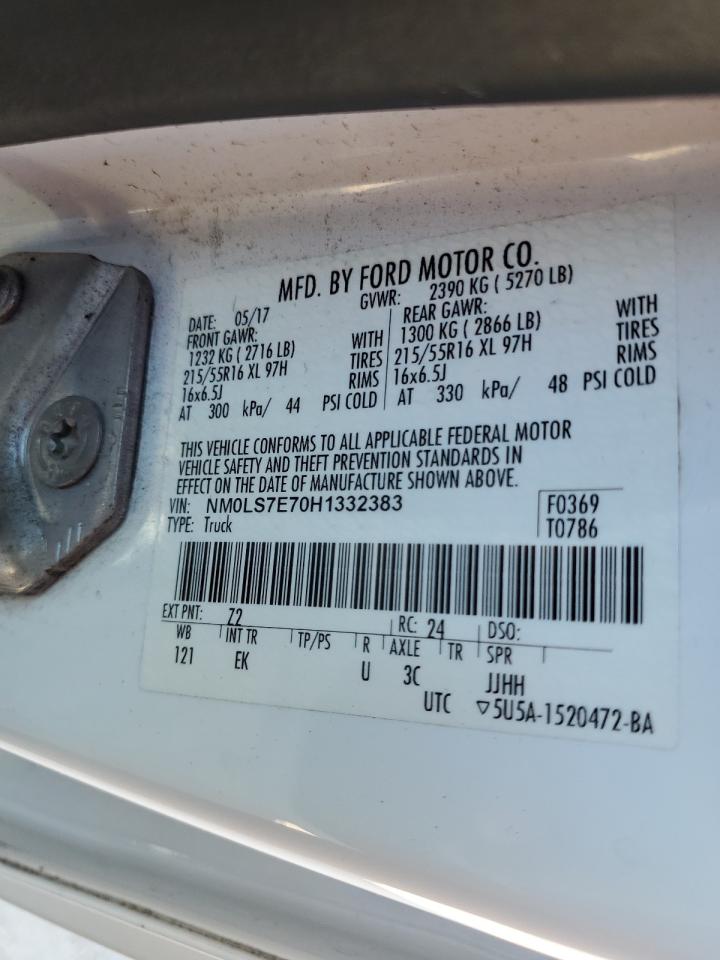 MFD. BY FORD MOTOR CO.
DATE: 05/17 GVWR: 2390 KG ( 5270 LB)
FRONT GAWR: REAR GAWR:
1232 KG ( 2716 LB) WITH 1300 KG ( 2866 LB) WITH
215/55R16 XL 97H TIRES 215/55R16 XL 97H TIRES
16x6.5J RIMS 16x6.5J RIMS
AT 300 kPa/ 44 PSI COLD AT 330 kPa/ 48 PSI COLD
THIS VEHICLE CONFORMS TO ALL APPLICABLE FEDERAL MOTOR
VEHICLE SAFETY AND THEFT PREVENTION STANDARDS IN
EFFECT ON THE DATE OF MANUFACTURE SHOWN ABOVE.
VIN: NM0LS7E70H1332383 F0369
TYPE: Truck T0786
EXT PNT: Z2 RC: 24 DSO:
WB INT TR TP/PS R AXLE TR SPR
121 EK U 3C JJHH
UTC ▽5U5A-1520472-BA